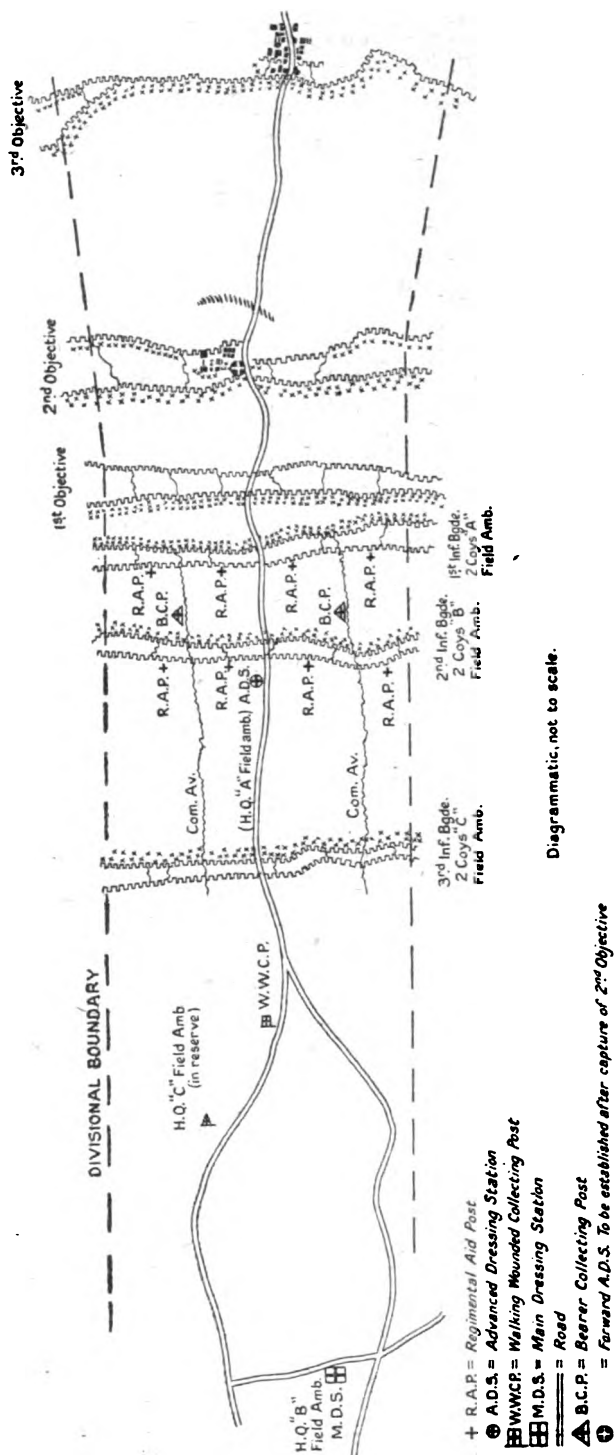 3rd Objective
2nd Objective
1st Objective
DIVISIONAL BOUNDARY
R.A.P.
B.C.P.
R.A.P.
R.A.P.
B.C.P.
R.A.P.
1st Inf. Bgde.
2 Coys "A"
Field Amb.
R.A.P.
R.A.P.
R.A.P.
R.A.P.
2nd Inf. Bgde.
2 Coys "B"
Field Amb.
(H.Q. "A" Field amb.) A.D.S.
Com. Av.
Com. Av.
3rd Inf. Bgde.
2 Coys "C"
Field Amb.
W.W.C.P.
H.Q. "C" Field Amb
(in reserve)
H.Q. "B"
Field Amb.
M.D.S.
Diagrammatic, not to scale.
R.A.P. = Regimental Aid Post
A.D.S. = Advanced Dressing Station
W.W.C.P. = Walking Wounded Collecting Post
M.D.S. = Main Dressing Station
= Road
B.C.P. = Bearer Collecting Post
= Forward A.D.S. To be established after capture of 2nd Objective